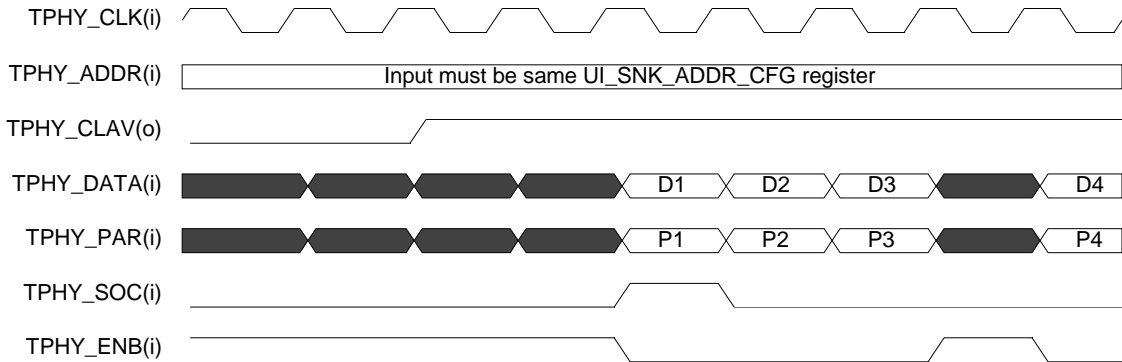 TPHY_CLK(i)
TPHY_ADDR(i) Input must be same UI_SNK_ADDR_CFG register
TPHY_CLAV(o)
TPHY_DATA(i) D1 D2 D3 D4
TPHY_PAR(i) P1 P2 P3 P4
TPHY_SOC(i)
TPHY_ENB(i)